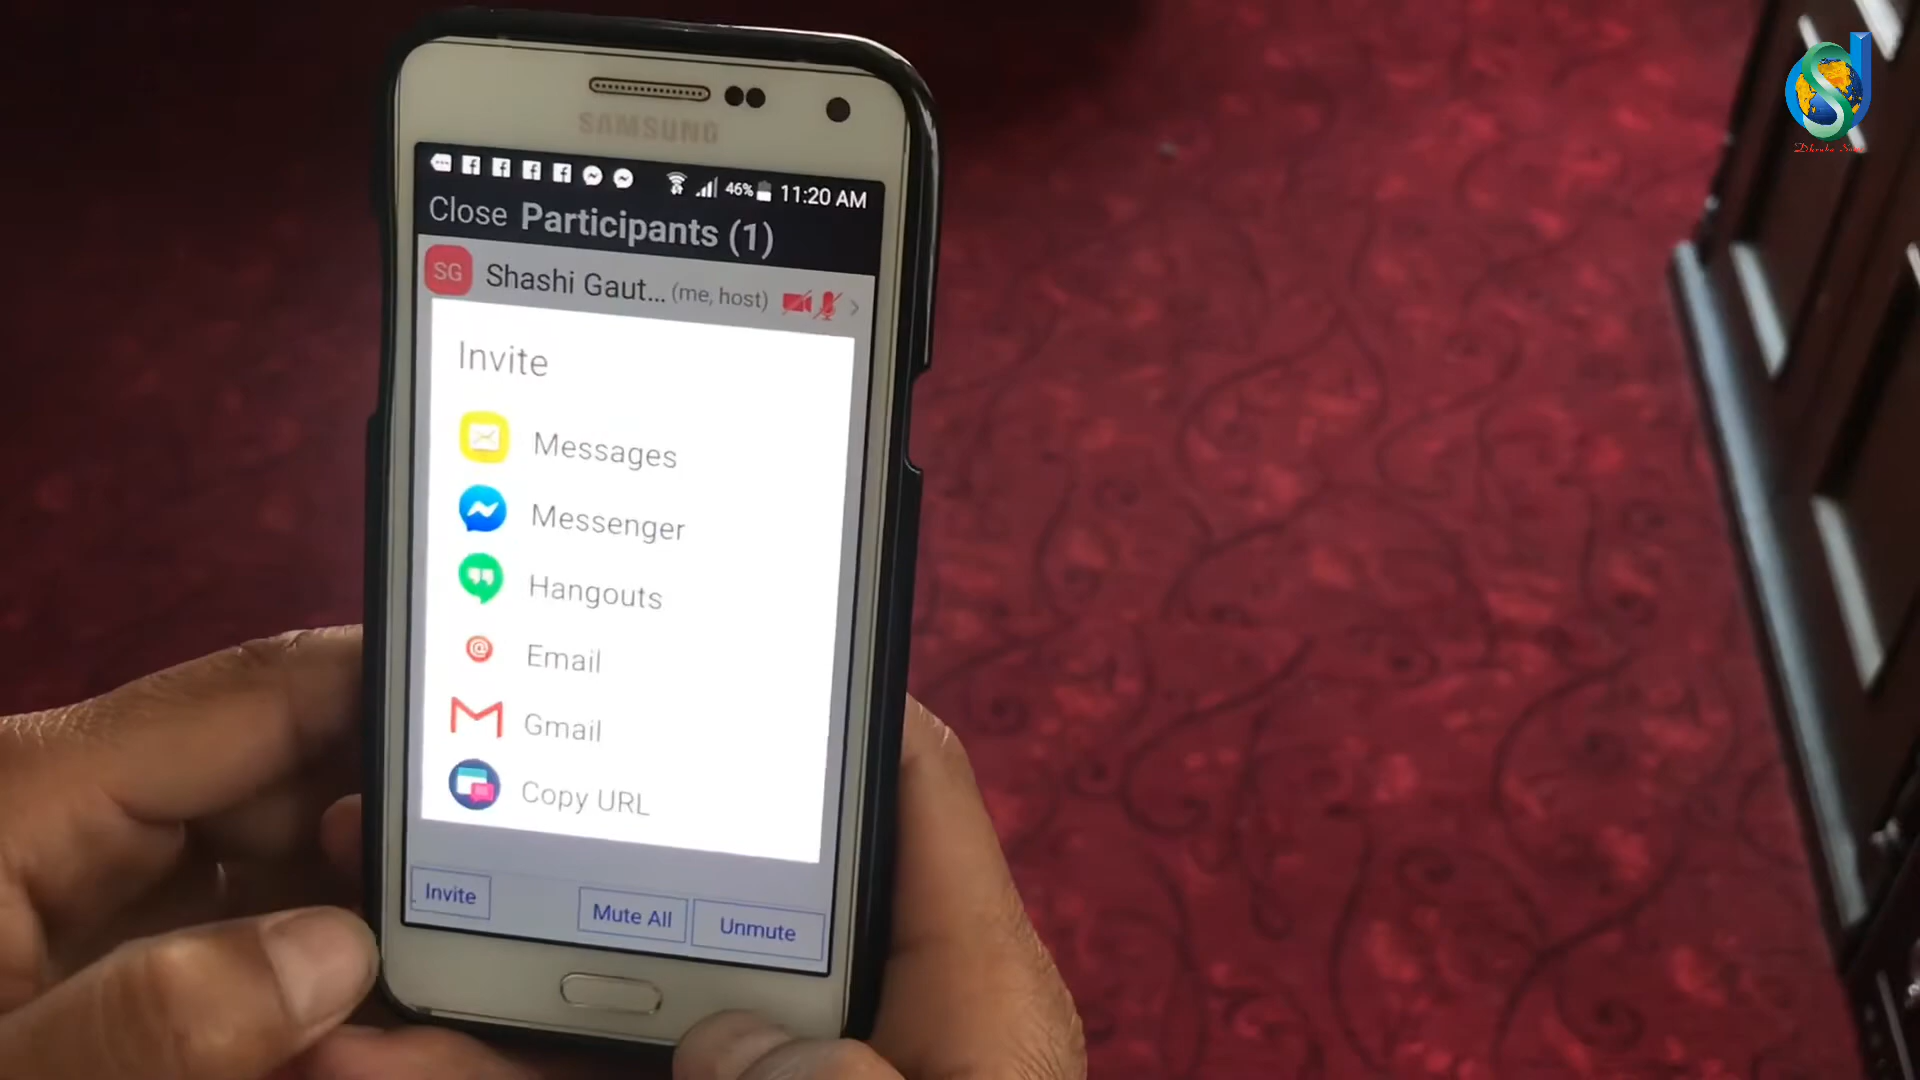 SAMSUNG
46% 11:20 AM
Close Participants (1)
SG Shashi Gaut... (me, host)
Invite
Messages
Messenger
Hangouts
Email
Gmail
Copy URL
Invite Mute All Unmute